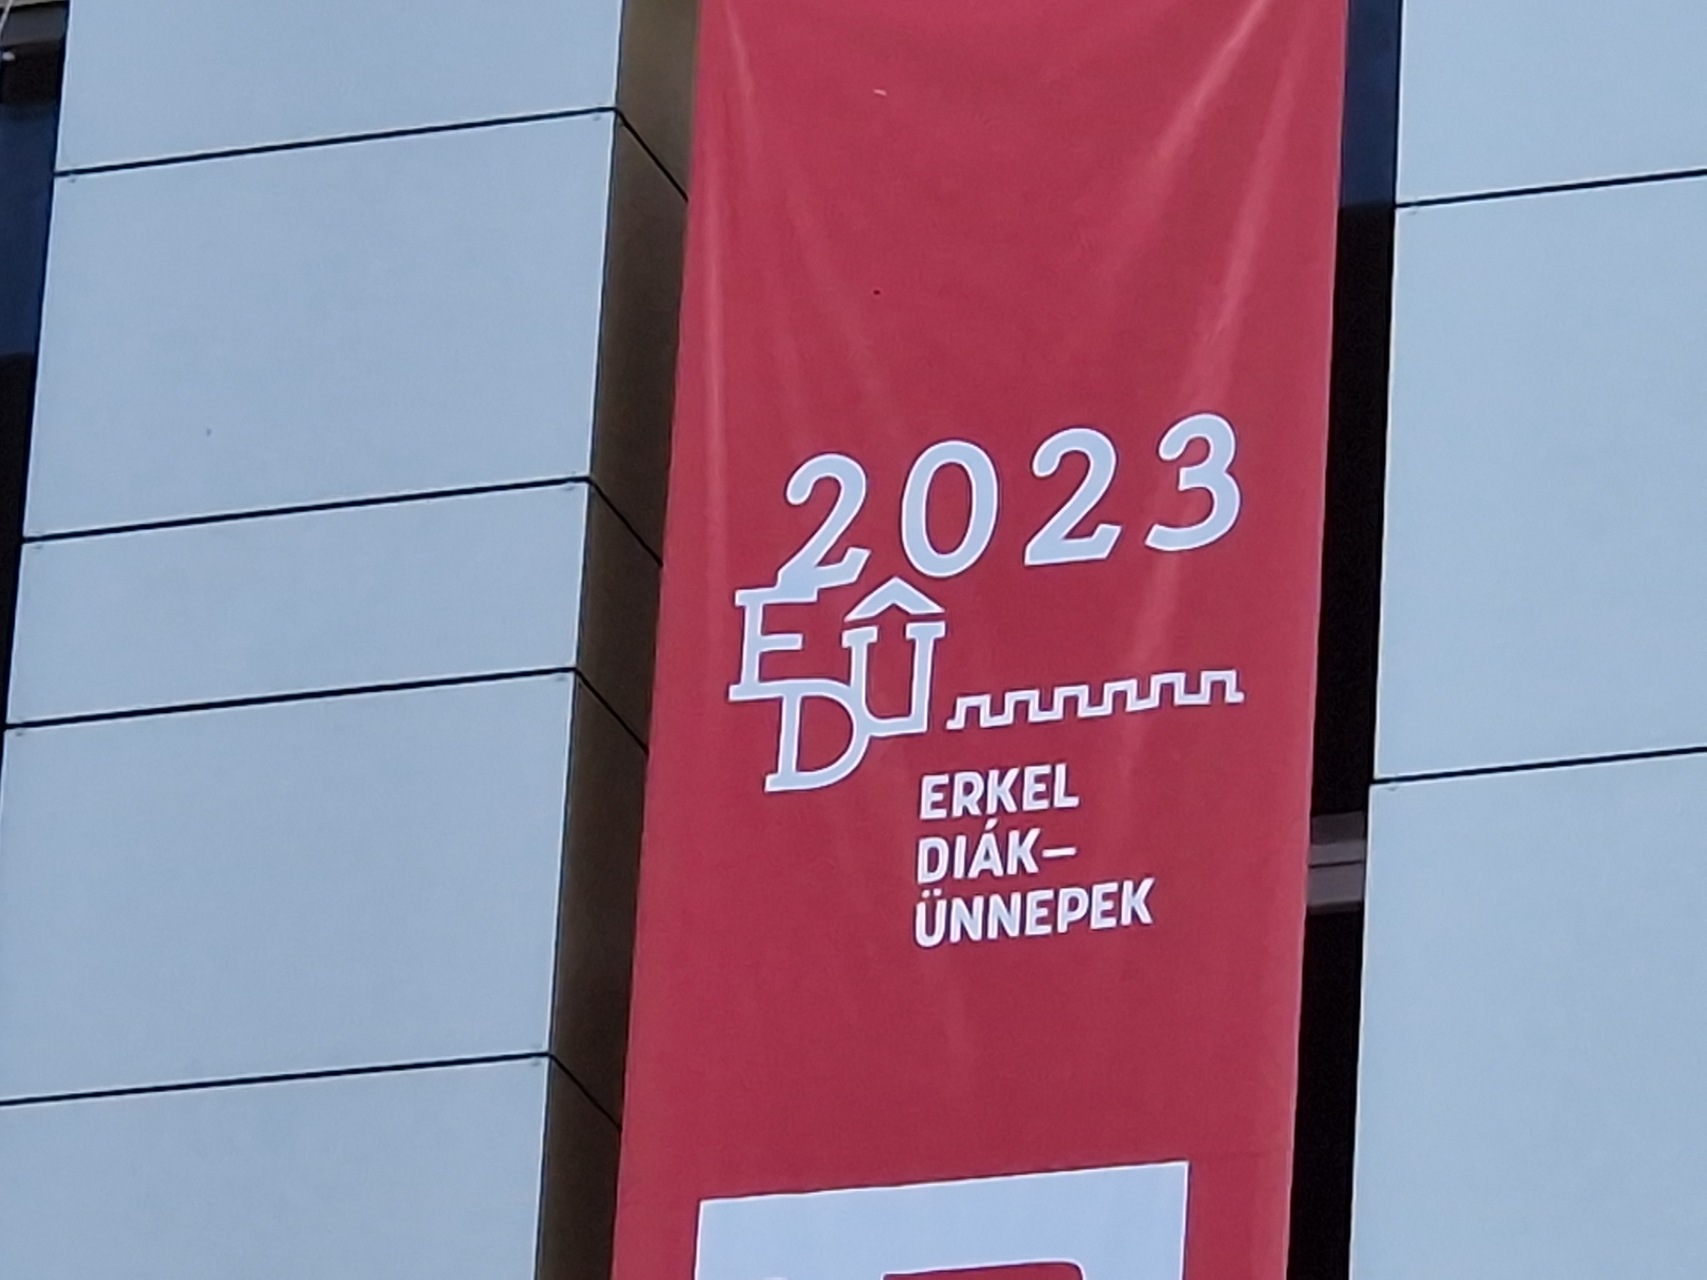 2023
EDÛ
ERKEL
DIÁK–
ÜNNEPEK